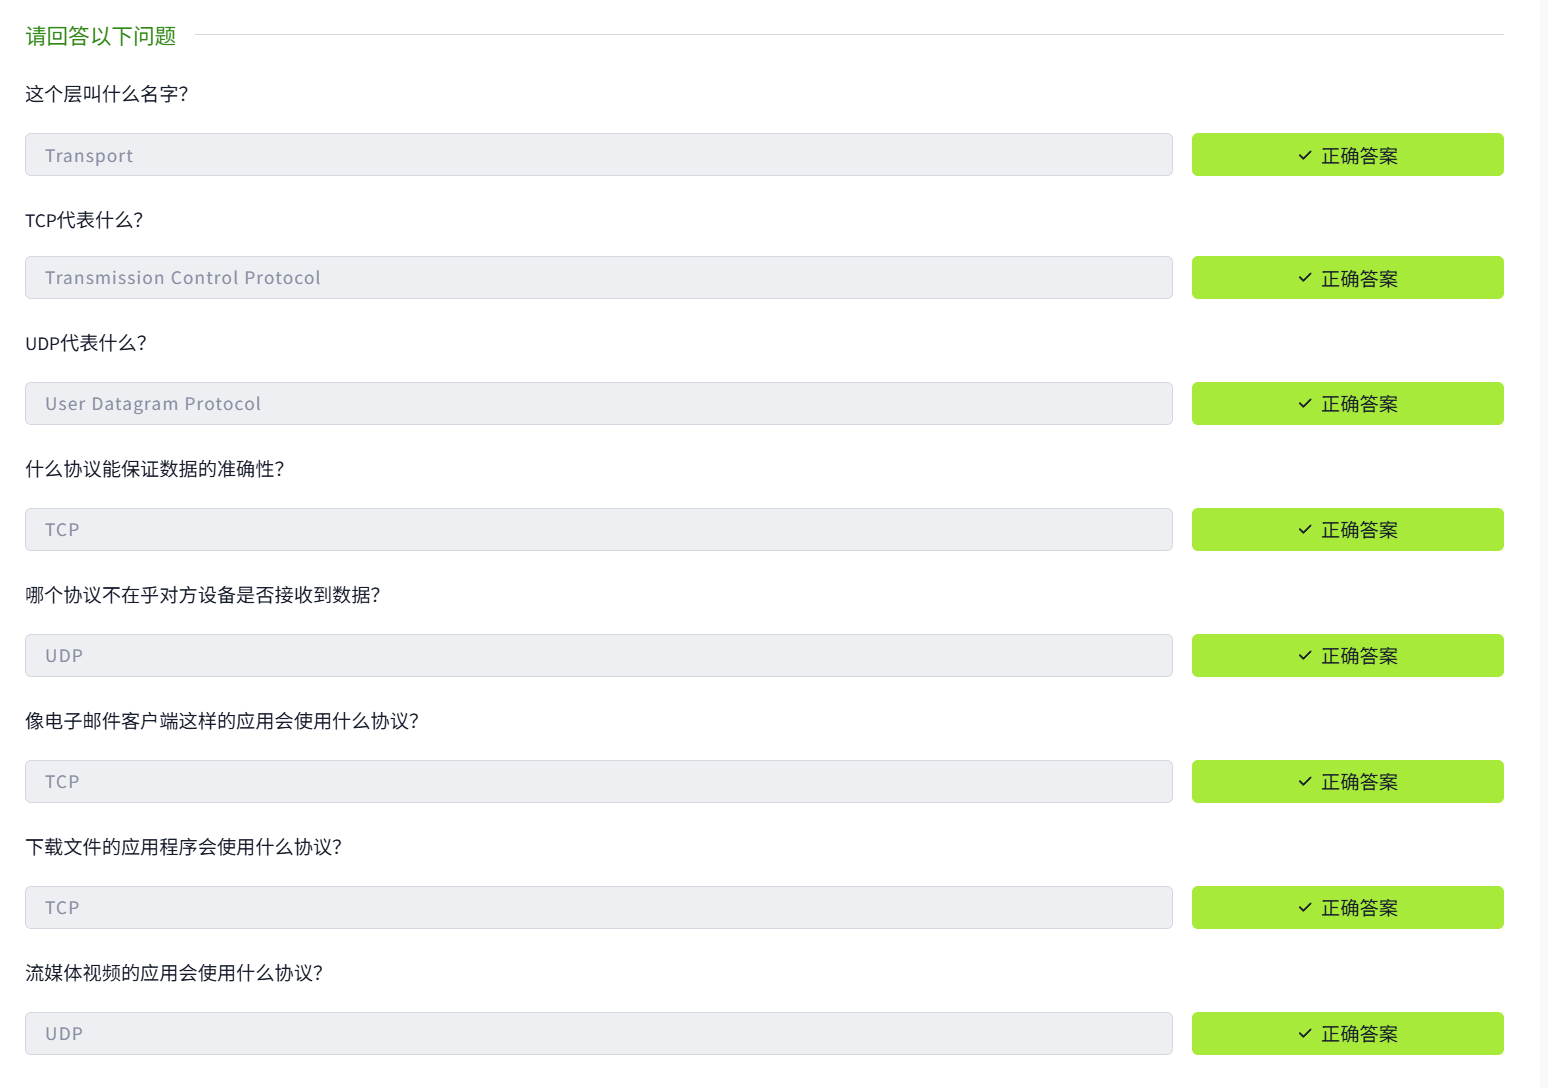 请回答以下问题
这个层叫什么名字？
Transport
正确答案
TCP代表什么？
Transmission Control Protocol
正确答案
UDP代表什么？
User Datagram Protocol
正确答案
什么协议能保证数据的准确性？
TCP
正确答案
哪个协议不在乎对方设备是否接收到数据？
UDP
正确答案
像电子邮件客户端这样的应用会使用什么协议？
TCP
正确答案
下载文件的应用程序会使用什么协议？
TCP
正确答案
流媒体视频的应用会使用什么协议？
UDP
正确答案